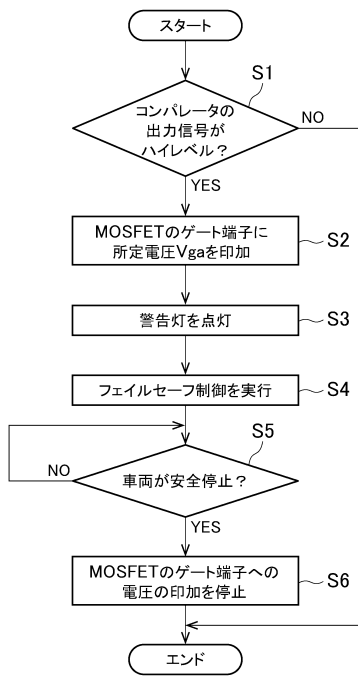 スタート
S1
コンパレータの
出力信号が
ハイレベル？
NO
YES
MOSFETのゲート端子に
所定電圧Vgaを印加
S2
警告灯を点灯
S3
フェイルセーフ制御を実行
S4
S5
車両が安全停止？
NO
YES
MOSFETのゲート端子への
電圧の印加を停止
S6
エンド